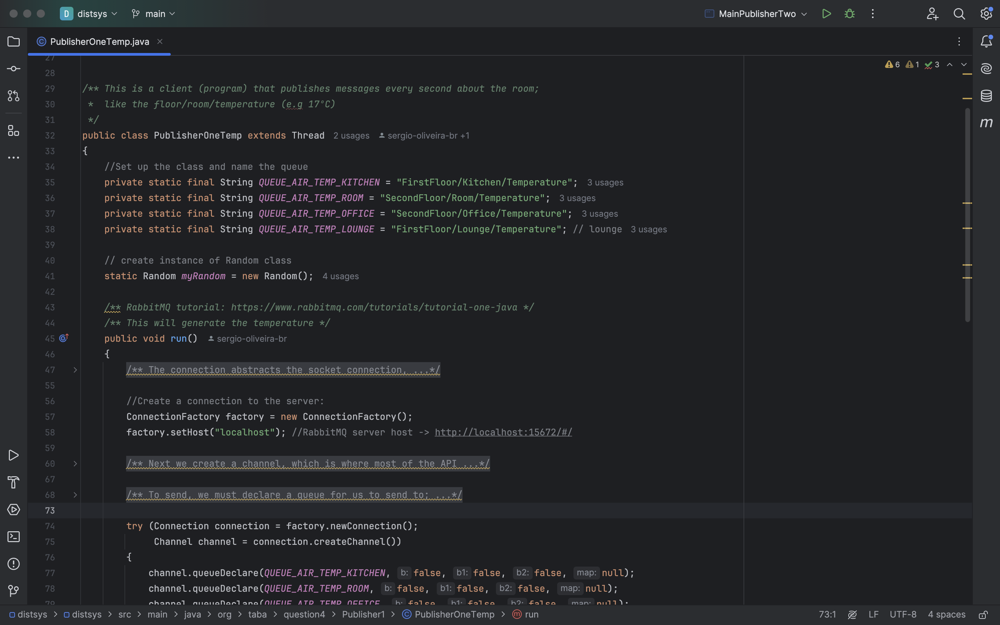 D distsys main MainPublisherTwo
PublisherOneTemp.java
27
6 1 3
28
29 /** This is a client (program) that publishes messages every second about the room;
30 * like the floor/room/temperature (e.g 17°C)
31 */
32 public class PublisherOneTemp extends Thread 2 usages sergio-oliveira-br +1
33 {
34 //Set up the class and name the queue
35 private static final String QUEUE_AIR_TEMP_KITCHEN = "FirstFloor/Kitchen/Temperature"; 3 usages
36 private static final String QUEUE_AIR_TEMP_ROOM = "SecondFloor/Room/Temperature"; 3 usages
37 private static final String QUEUE_AIR_TEMP_OFFICE = "SecondFloor/Office/Temperature"; 3 usages
38 private static final String QUEUE_AIR_TEMP_LOUNGE = "FirstFloor/Lounge/Temperature"; // lounge 3 usages
39
40 // create instance of Random class
41 static Random myRandom = new Random(); 4 usages
42
43 /** RabbitMQ tutorial: https://www.rabbitmq.com/tutorials/tutorial-one-java */
44 /** This will generate the temperature */
45 public void run() sergio-oliveira-br
46 {
47 /** The connection abstracts the socket connection, ...*/
55
56 //Create a connection to the server:
57 ConnectionFactory factory = new ConnectionFactory();
58 factory.setHost("localhost"); //RabbitMQ server host -> http://localhost:15672/#/
59
60 /** Next we create a channel, which is where most of the API ...*/
67
68 /** To send, we must declare a queue for us to send to; ...*/
73
74 try (Connection connection = factory.newConnection();
75 Channel channel = connection.createChannel())
76 {
77 channel.queueDeclare(QUEUE_AIR_TEMP_KITCHEN, b: false, b1: false, b2: false, map: null);
78 channel.queueDeclare(QUEUE_AIR_TEMP_ROOM, b: false, b1: false, b2: false, map: null);
79 channel.queueDeclare(QUEUE_AIR_TEMP_OFFICE, b: false, b1: false, b2: false, map: null);
distsys > distsys > src > main > java > org > taba > question4 > Publisher1 > PublisherOneTemp > run 73:1 LF UTF-8 4 spaces